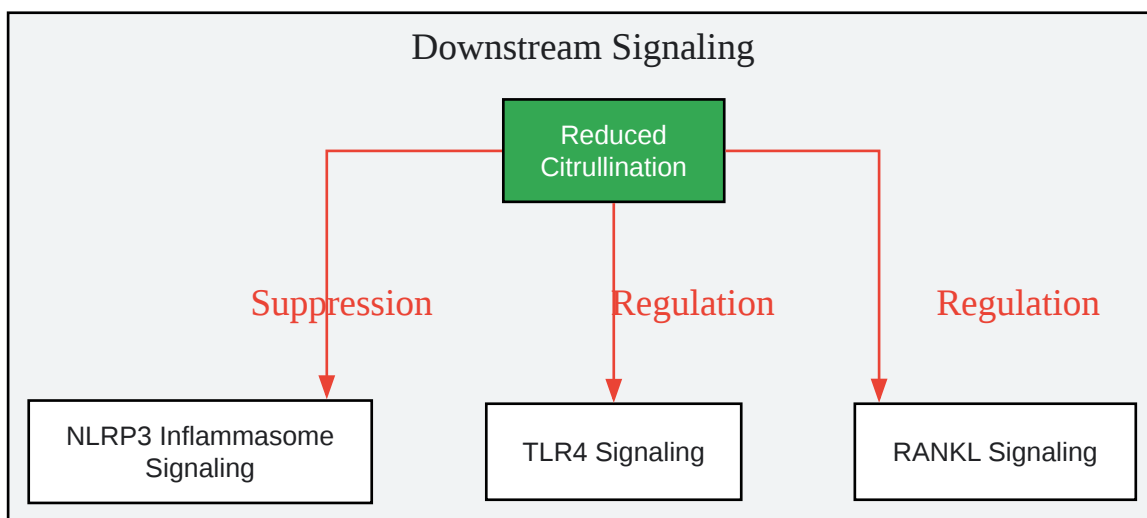 Downstream Signaling
Reduced
Citrullination
Suppression
Regulation
Regulation
NLRP3 Inflammasome
Signaling
TLR4 Signaling
RANKL Signaling